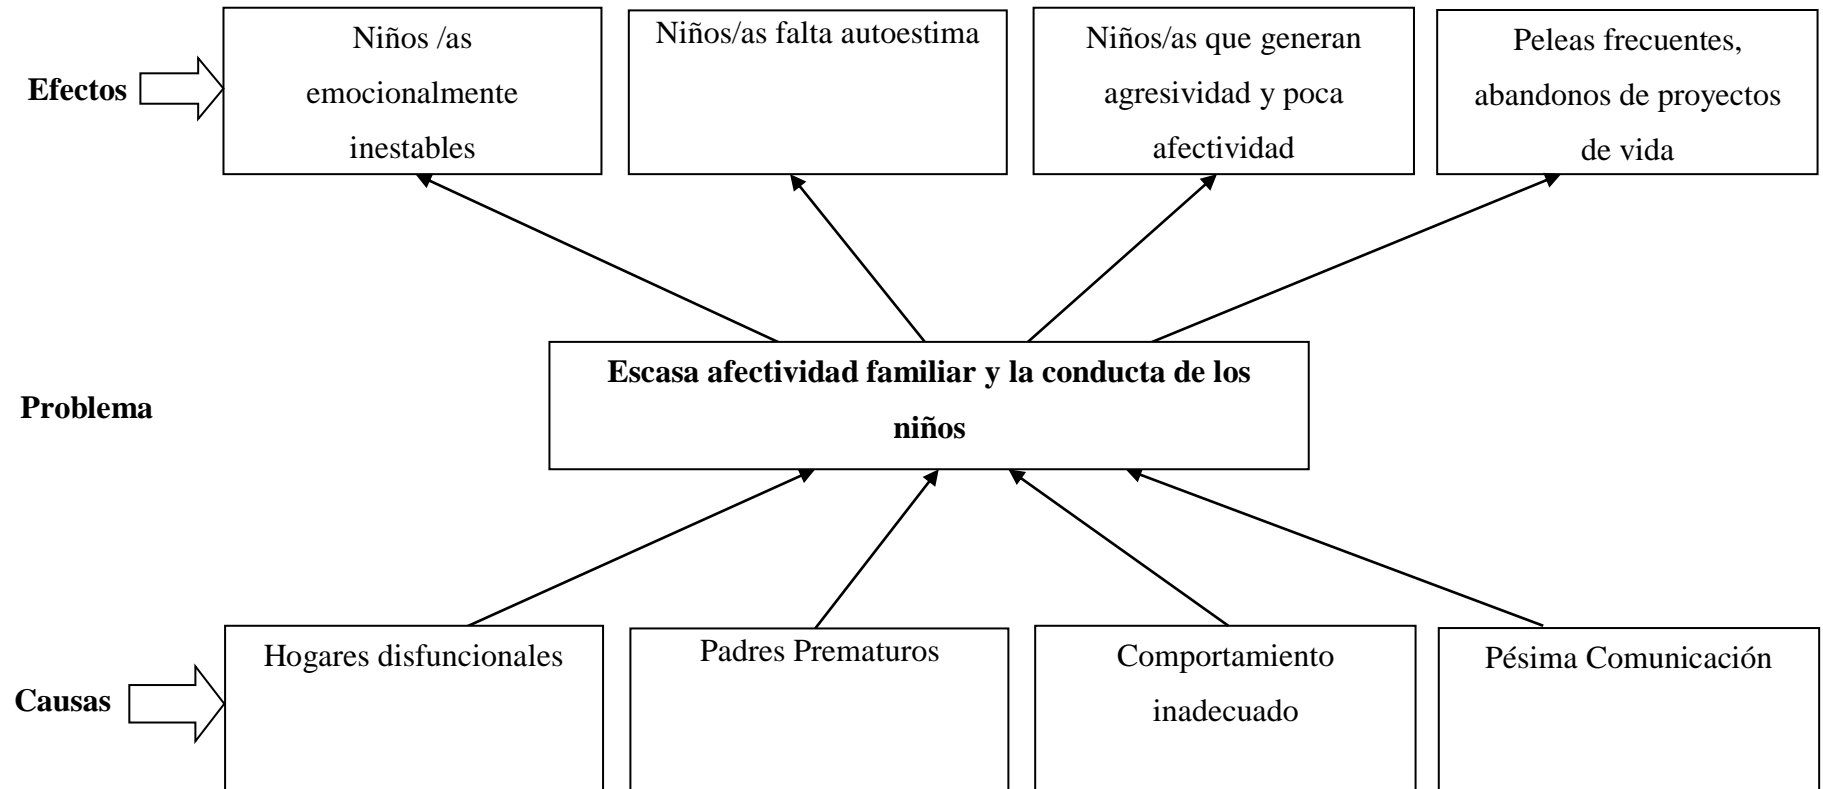 Efectos
Niños /as
emocionalmente
inestables
Niños/as falta autoestima
Niños/as que generan
agresividad y poca
afectividad
Peleas frecuentes,
abandonos de proyectos
de vida
Problema
Escasa afectividad familiar y la conducta de los
niños
Causas
Hogares disfuncionales
Padres Prematuros
Comportamiento
inadecuado
Pésima Comunicación